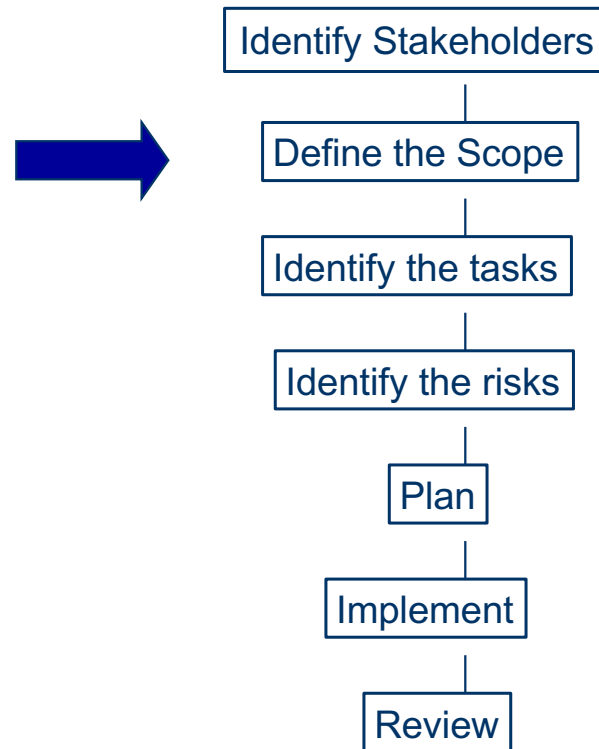 Identify Stakeholders
Define the Scope
Identify the tasks
Identify the risks
Plan
Implement
Review